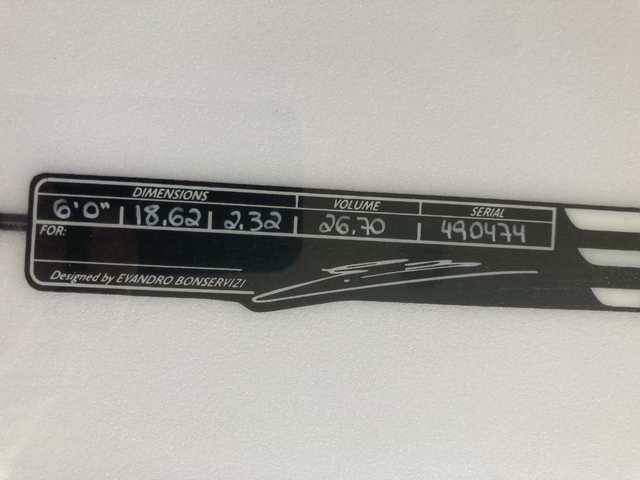 DIMENSIONS VOLUME SERIAL
6'0" | 18.62 | 2.32 26.70 490474
FOR:
Designed by EVANDRO BONSERVIZI